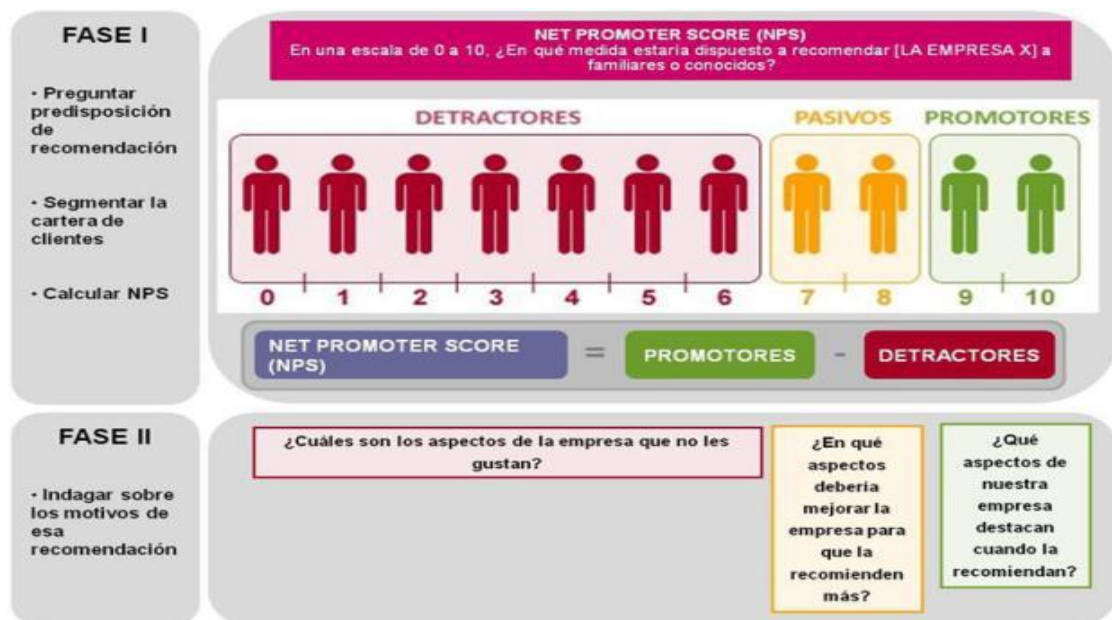 FASE I
• Preguntar
predisposición
de
recomendación
• Segmentar la
cartera de
clientes
• Calcular NPS
NET PROMOTER SCORE (NPS)
En una escala de 0 a 10, ¿En qué medida estaría dispuesto a recomendar [LA EMPRESA X] a
familiares o conocidos?
DETRACTORES
PASIVOS
PROMOTORES
0 1 2 3 4 5 6 7 8 9 10
NET PROMOTER SCORE
(NPS)
= PROMOTORES - DETRACTORES
FASE II
• Indagar sobre
los motivos de
esa
recomendación
¿Cuáles son los aspectos de la empresa que no les
gustan?
¿En qué
aspectos
debería
mejorar la
empresa para
que la
recomienden
más?
¿Qué
aspectos de
nuestra
empresa
destacan
cuando la
recomiendan?